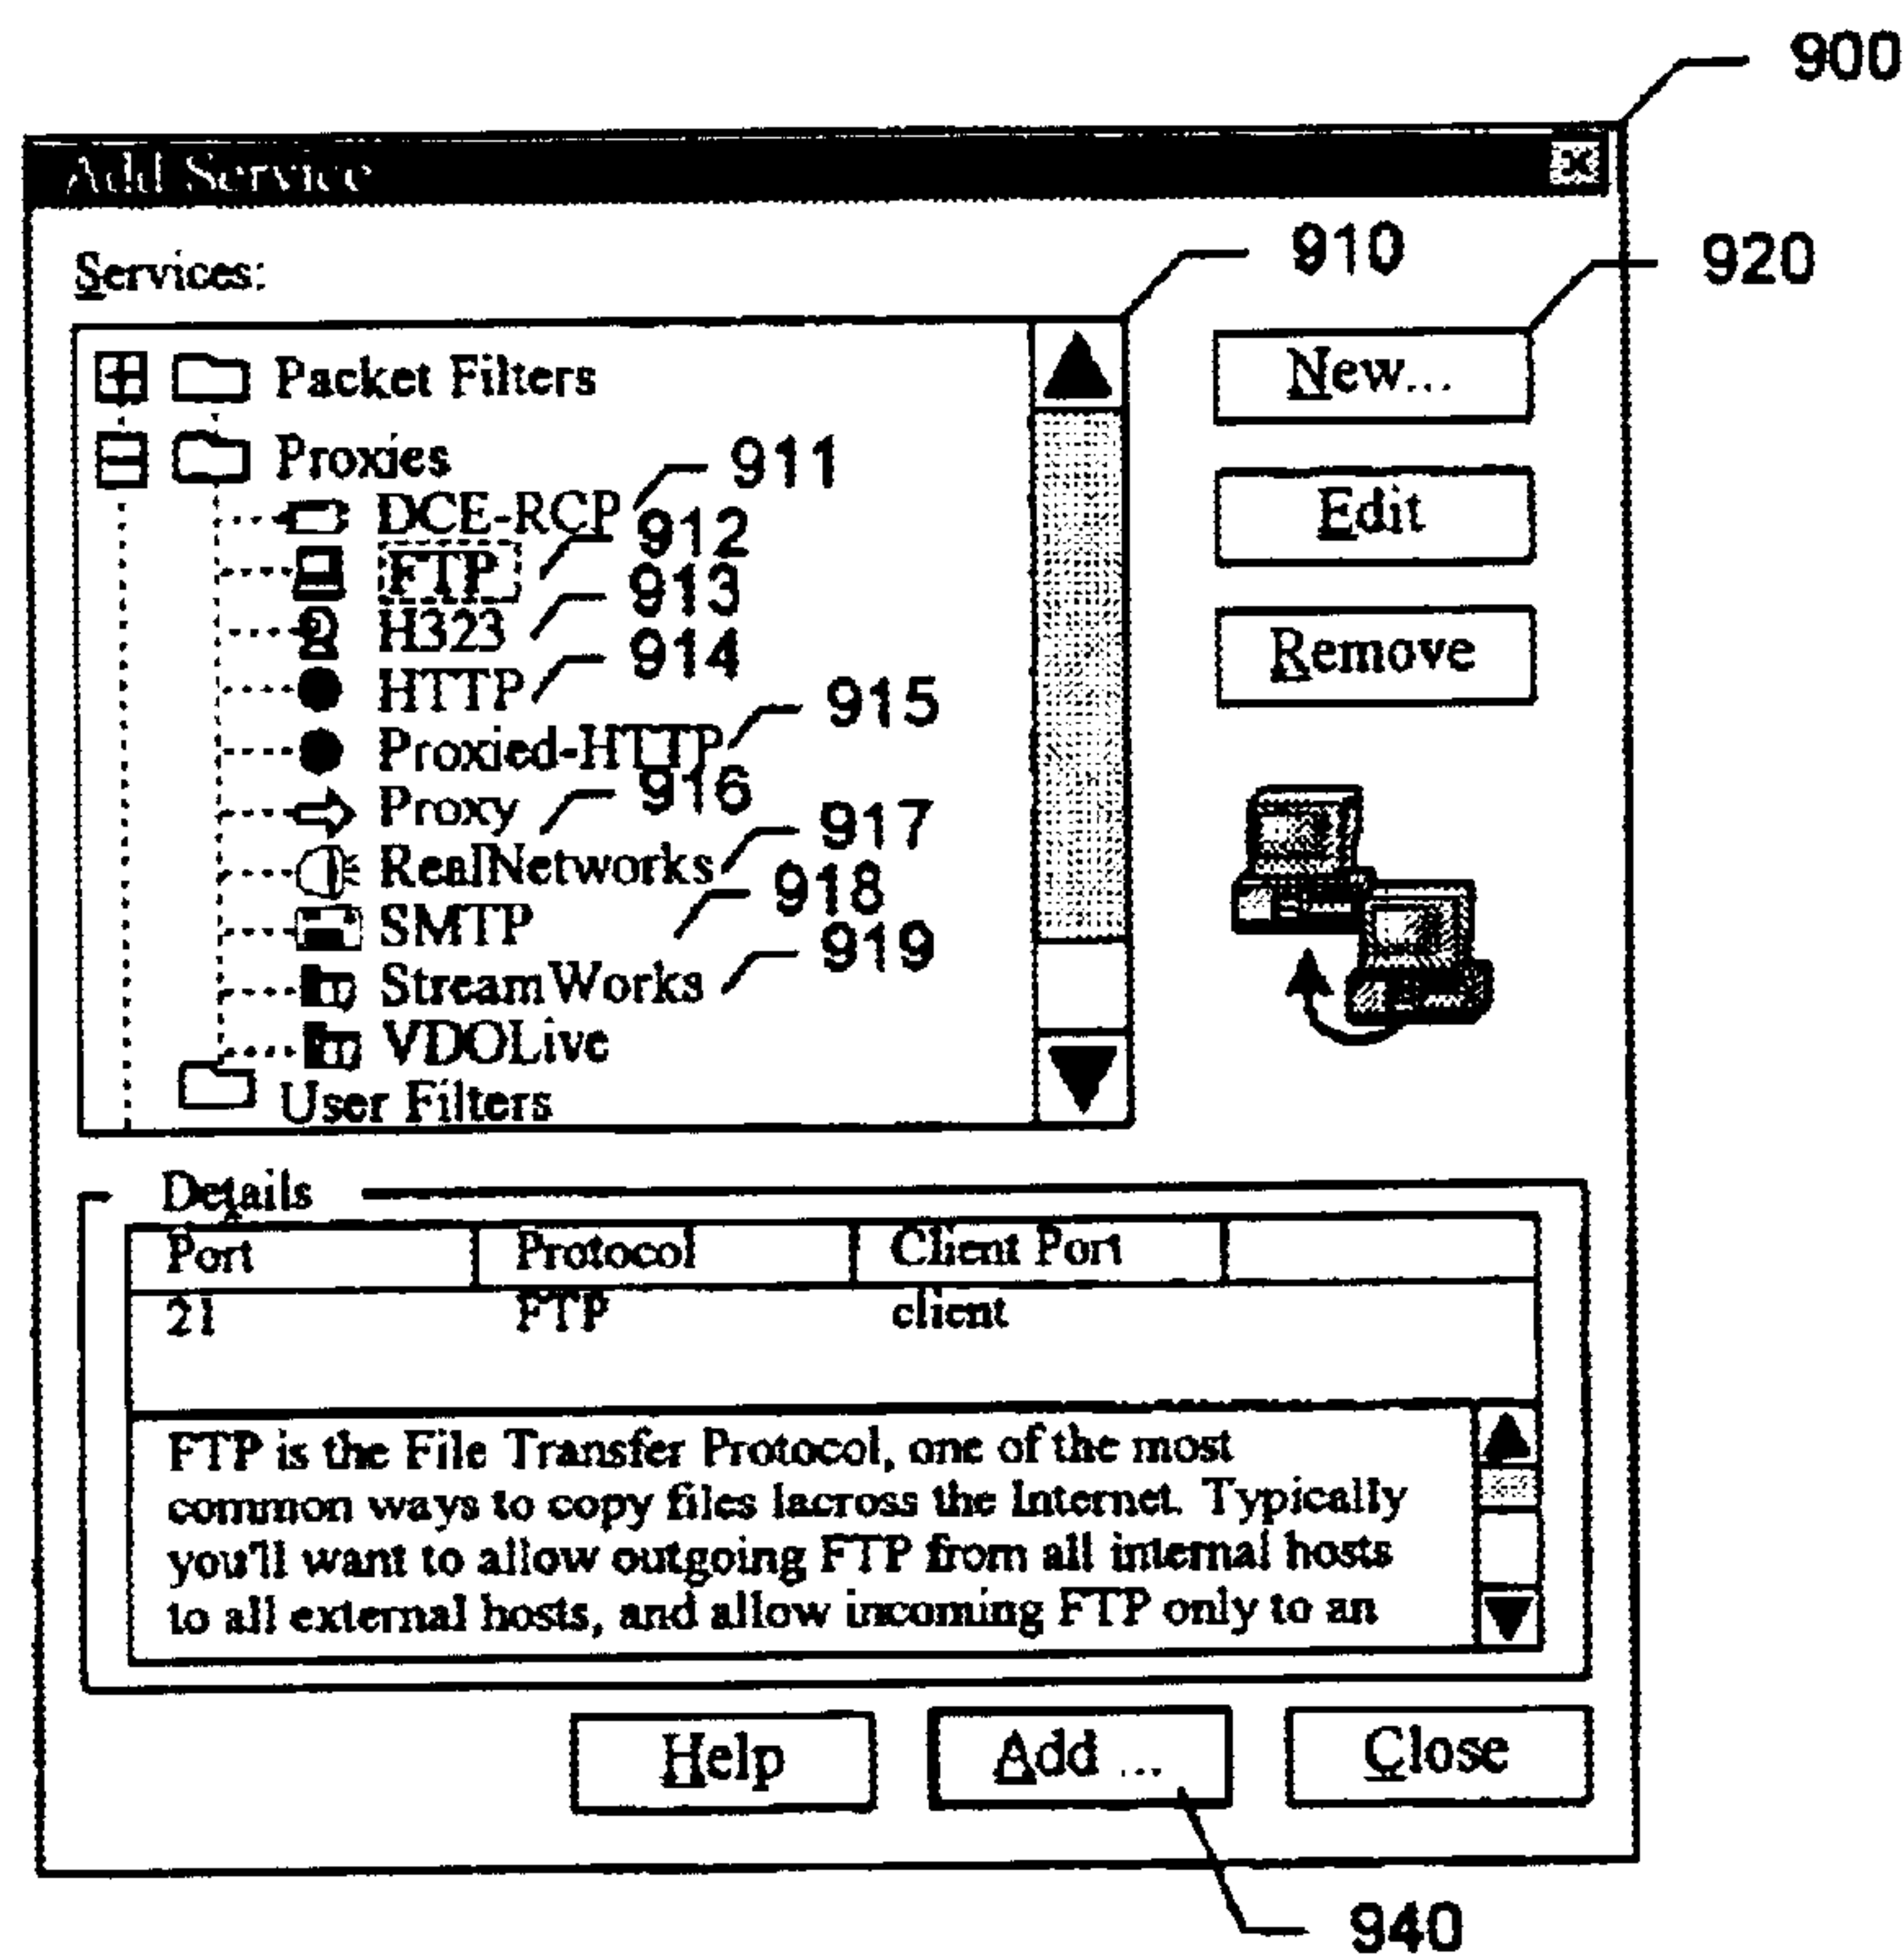 900
Add Service
Services:
910
920
Packet Filters
New...
Proxies
911
DCE-RCP
912
Edit
FTP
913
H323
914
Remove
HTTP
915
Proxied-HTTP
916
Proxy
917
RealNetworks
918
SMTP
919
StreamWorks
VDOLive
User Filters
Details
Port Protocol Client Port
21 FTP client
FTP is the File Transfer Protocol, one of the most
common ways to copy files lacross the Internet. Typically
you'll want to allow outgoing FTP from all internal hosts
to all external hosts, and allow incoming FTP only to an
Help Add ... Close
940